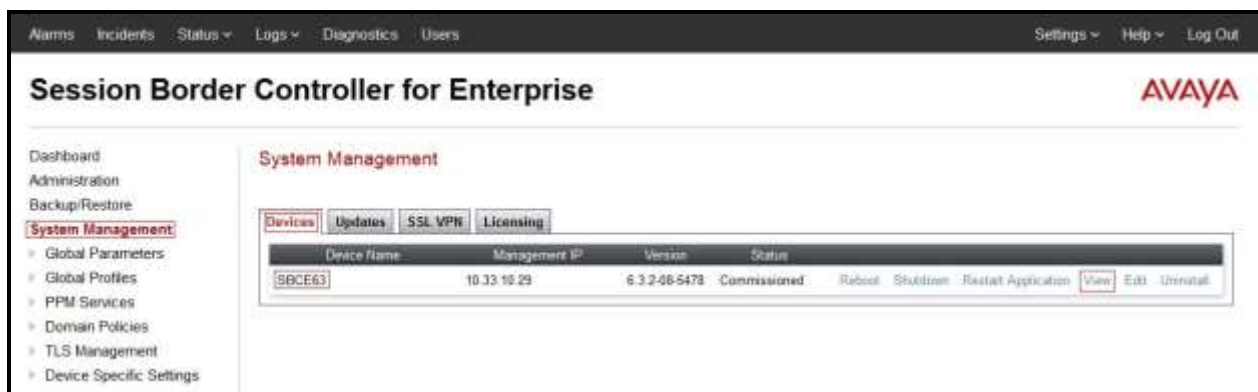 Alarms Incidents Status Logs Diagnostics Users Settings Help Log Out
Session Border Controller for Enterprise
AVAYA
Dashboard
Administration
Backup/Restore
System Management
Global Parameters
Global Profiles
PPM Services
Domain Policies
TLS Management
Device Specific Settings
System Management
Devices Updates SSL VPN Licensing
Device Name Management IP Version Status
SBCE63 10.33.10.29 6.3.2-08-5478 Commissioned Reboot Shutdown Restart Application View Edit Uninstall